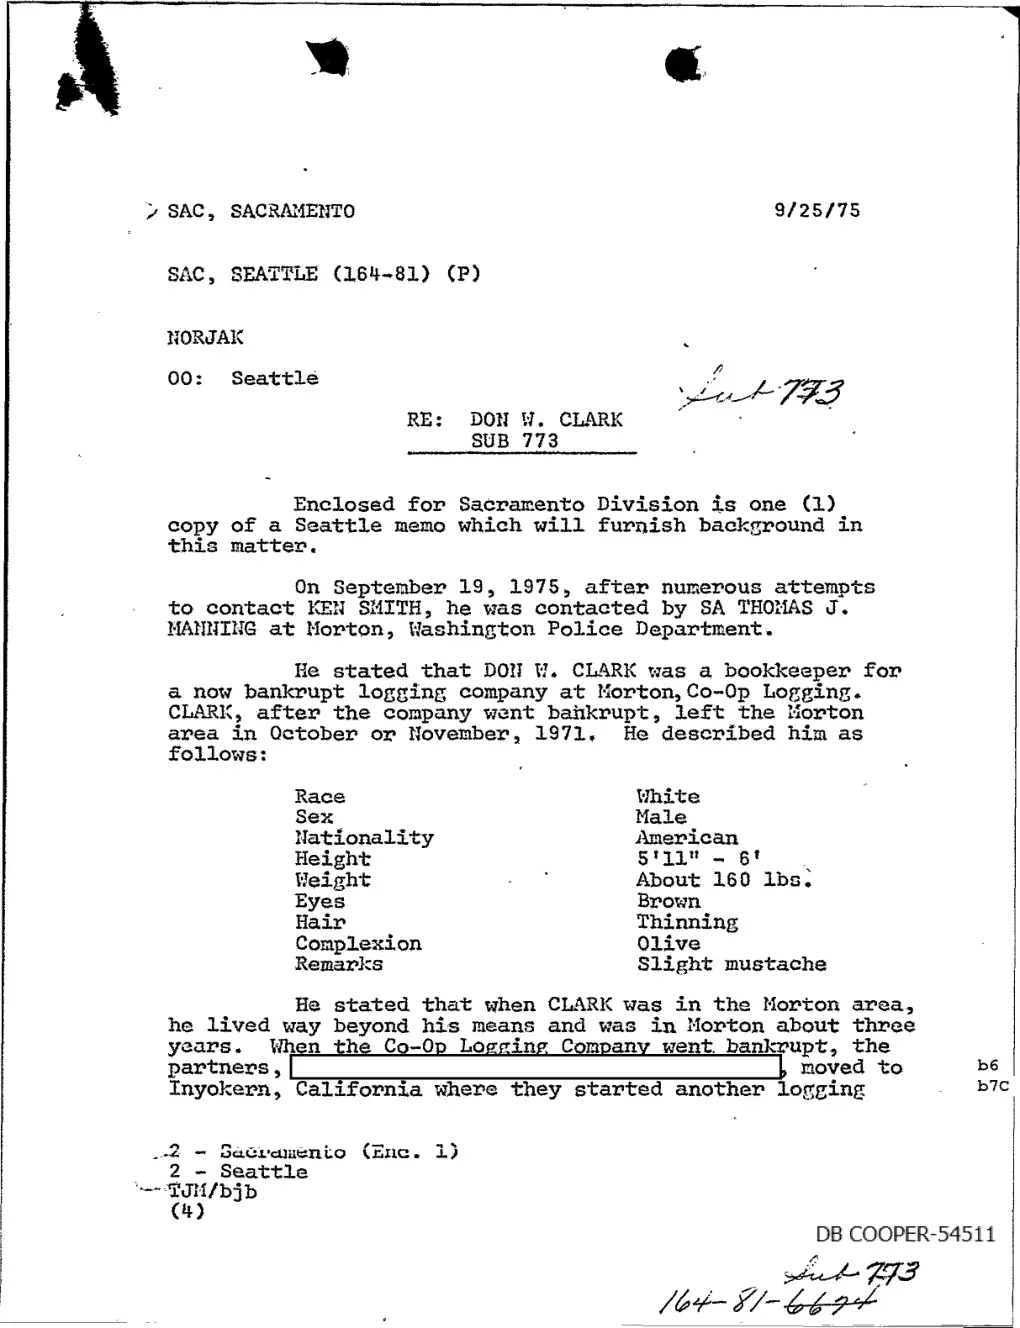 SAC, SACRAMENTO 9/25/75
SAC, SEATTLE (164-81) (P)
NORJAK
OO: Seattle
Sub 773
RE: DON W. CLARK
SUB 773
Enclosed for Sacramento Division is one (1)
copy of a Seattle memo which will furnish background in
this matter.
On September 19, 1975, after numerous attempts
to contact KEN SMITH, he was contacted by SA THOMAS J.
MANNING at Morton, Washington Police Department.
He stated that DON W. CLARK was a bookkeeper for
a now bankrupt logging company at Morton, Co-Op Logging.
CLARK, after the company went bankrupt, left the Morton
area in October or November, 1971. He described him as
follows:
Race White
Sex Male
Nationality American
Height 5'11" - 6'
Weight About 160 lbs.
Eyes Brown
Hair Thinning
Complexion Olive
Remarks Slight mustache
He stated that when CLARK was in the Morton area,
he lived way beyond his means and was in Morton about three
years. When the Co-Op Logging Company went bankrupt, the
partners, , moved to b6
Inyokern, California where they started another logging b7C
2 - Sacramento (Enc. 1)
2 - Seattle
TJM/bjb
(4)
DB COOPER-54511
Sub 773
164-81-6674